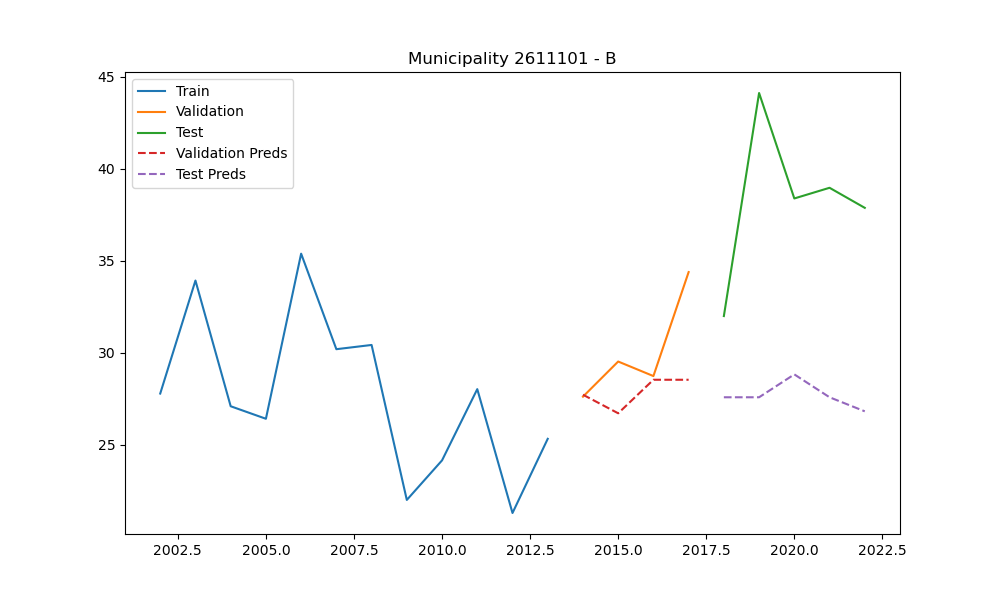 Municipality 2611101 - B
45
40
35
30
25
Train
Validation
Test
Validation Preds
Test Preds
2002.5 2005.0 2007.5 2010.0 2012.5 2015.0 2017.5 2020.0 2022.5